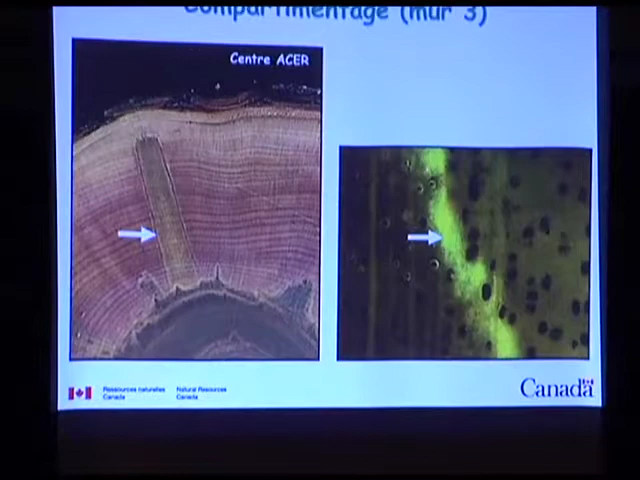 Compartimentage (mur 3)
Centre ACER
Ressources naturelles
Canada
Natural Resources
Canada
Canada